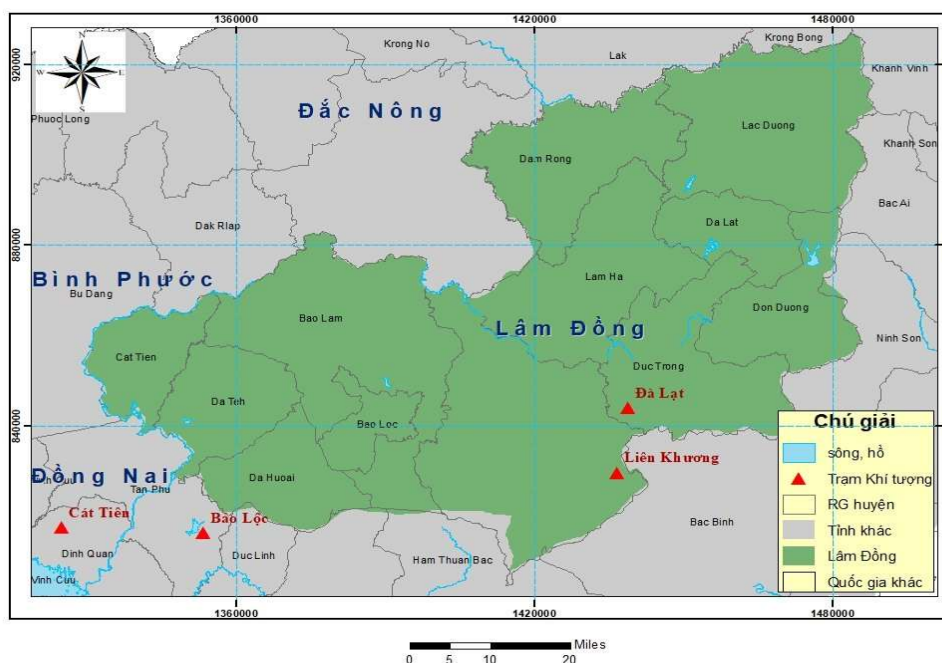 1360000 1420000 1480000
920000 920000
880000 880000
840000 840000
N
W E
S
Krong No
Krong Bong
Lak
Khanh Vinh
Phuoc Long
Đắc Nông
Lac Duong
Khanh Son
Dam Rong
Bac Ai
Dak Rlap
Da Lat
Bình Phước
Bu Dang
Lam Ha
Don Duong
Bao Lam
Lâm Đồng
Ninh Son
Cat Tien
Duc Trong
Da Teh
Đà Lạt
Bao Loc
Chú giải
sông, hồ
Trạm Khí tượng
RG huyện
Tỉnh khác
Lâm Đồng
Quốc gia khác
Đồng Nai
Liên Khương
Tan Phu
Da Huoai
Cát Tiên
Bảo Lộc
Bac Binh
Dinh Quan
Duc Linh
Ham Thuan Bac
Vinh Cuu
1360000 1420000 1480000
Miles
0 5 10 20